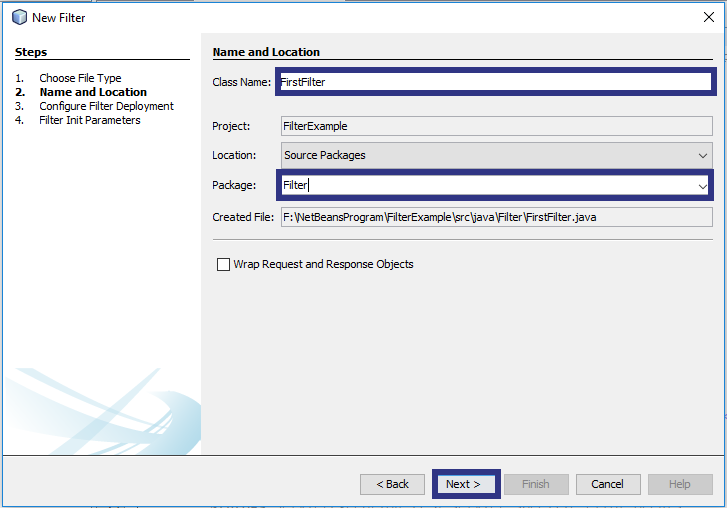 New Filter
Steps
1. Choose File Type
2. Name and Location
3. Configure Filter Deployment
4. Filter Init Parameters
Name and Location
Class Name: FirstFilter
Project: FilterExample
Location: Source Packages
Package: Filter
Created File: F:\NetBeansProgram\FilterExample\src\java\Filter\FirstFilter.java
Wrap Request and Response Objects
< Back Next > Finish Cancel Help